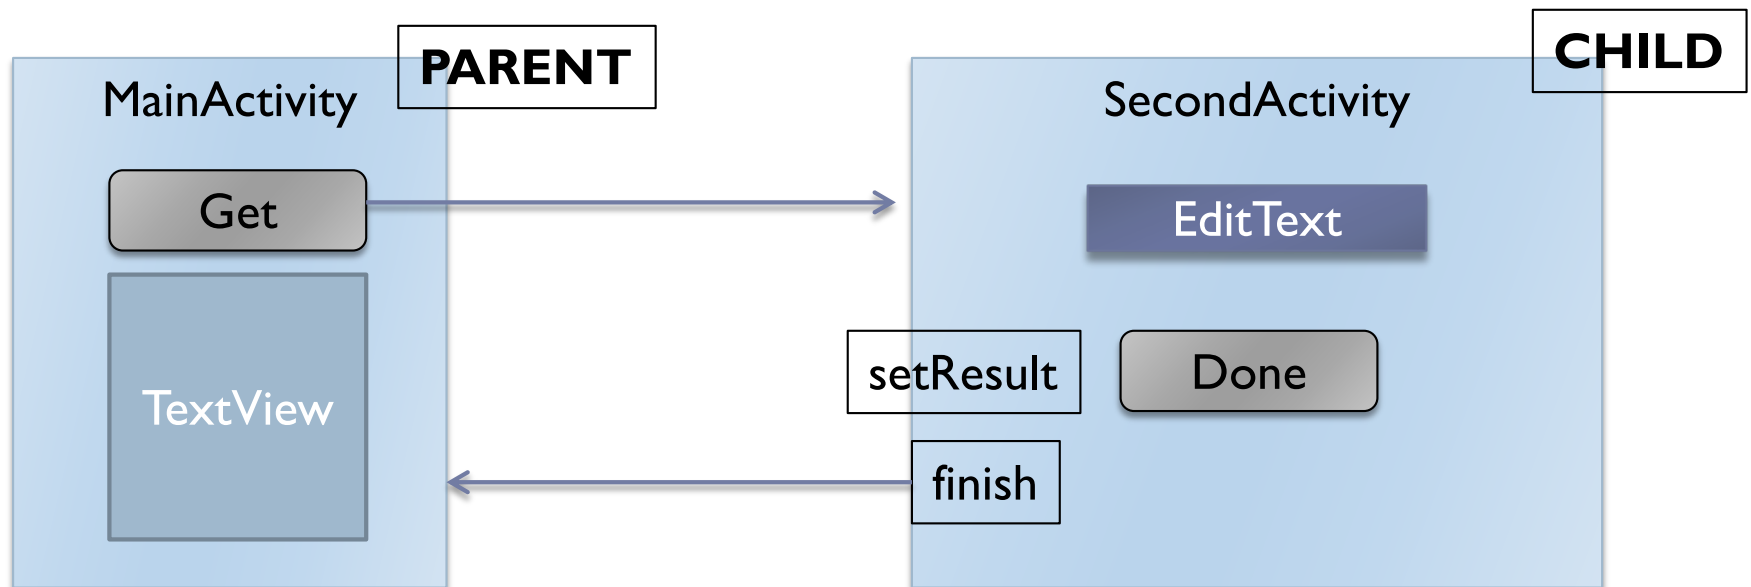 PARENT
MainActivity
Get
TextView
CHILD
SecondActivity
EditText
setResult
Done
finish